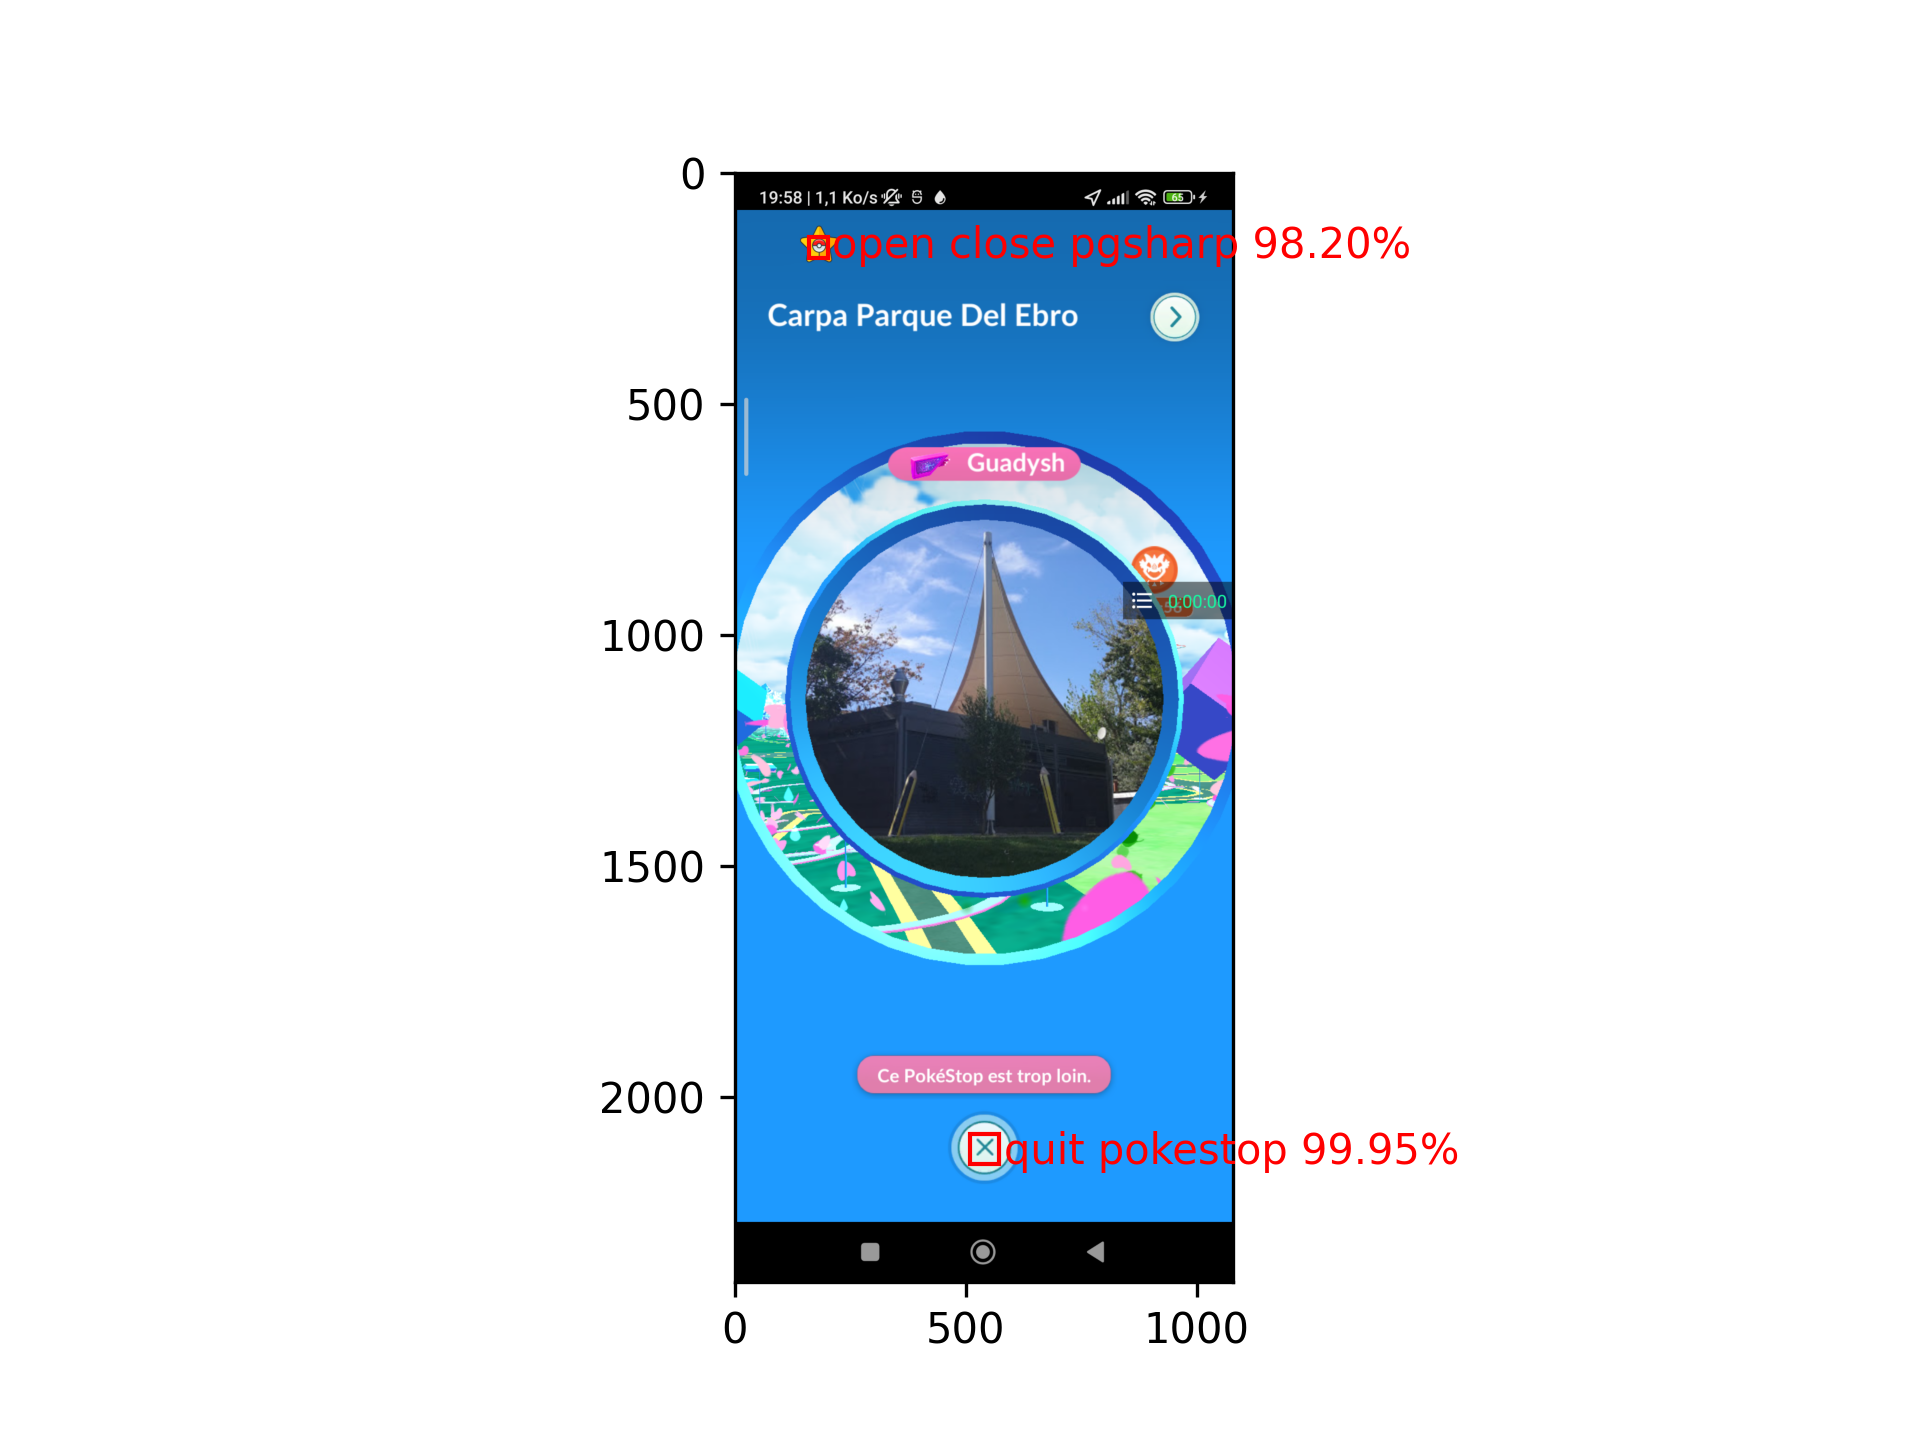 0
19:58 | 1,1 Ko/s
65
open close pgsharp 98.20%
Carpa Parque Del Ebro
500
Guadysh
0:00:00
1000
1500
Ce PokéStop est trop loin.
2000
quit pokestop 99.95%
0
500
1000